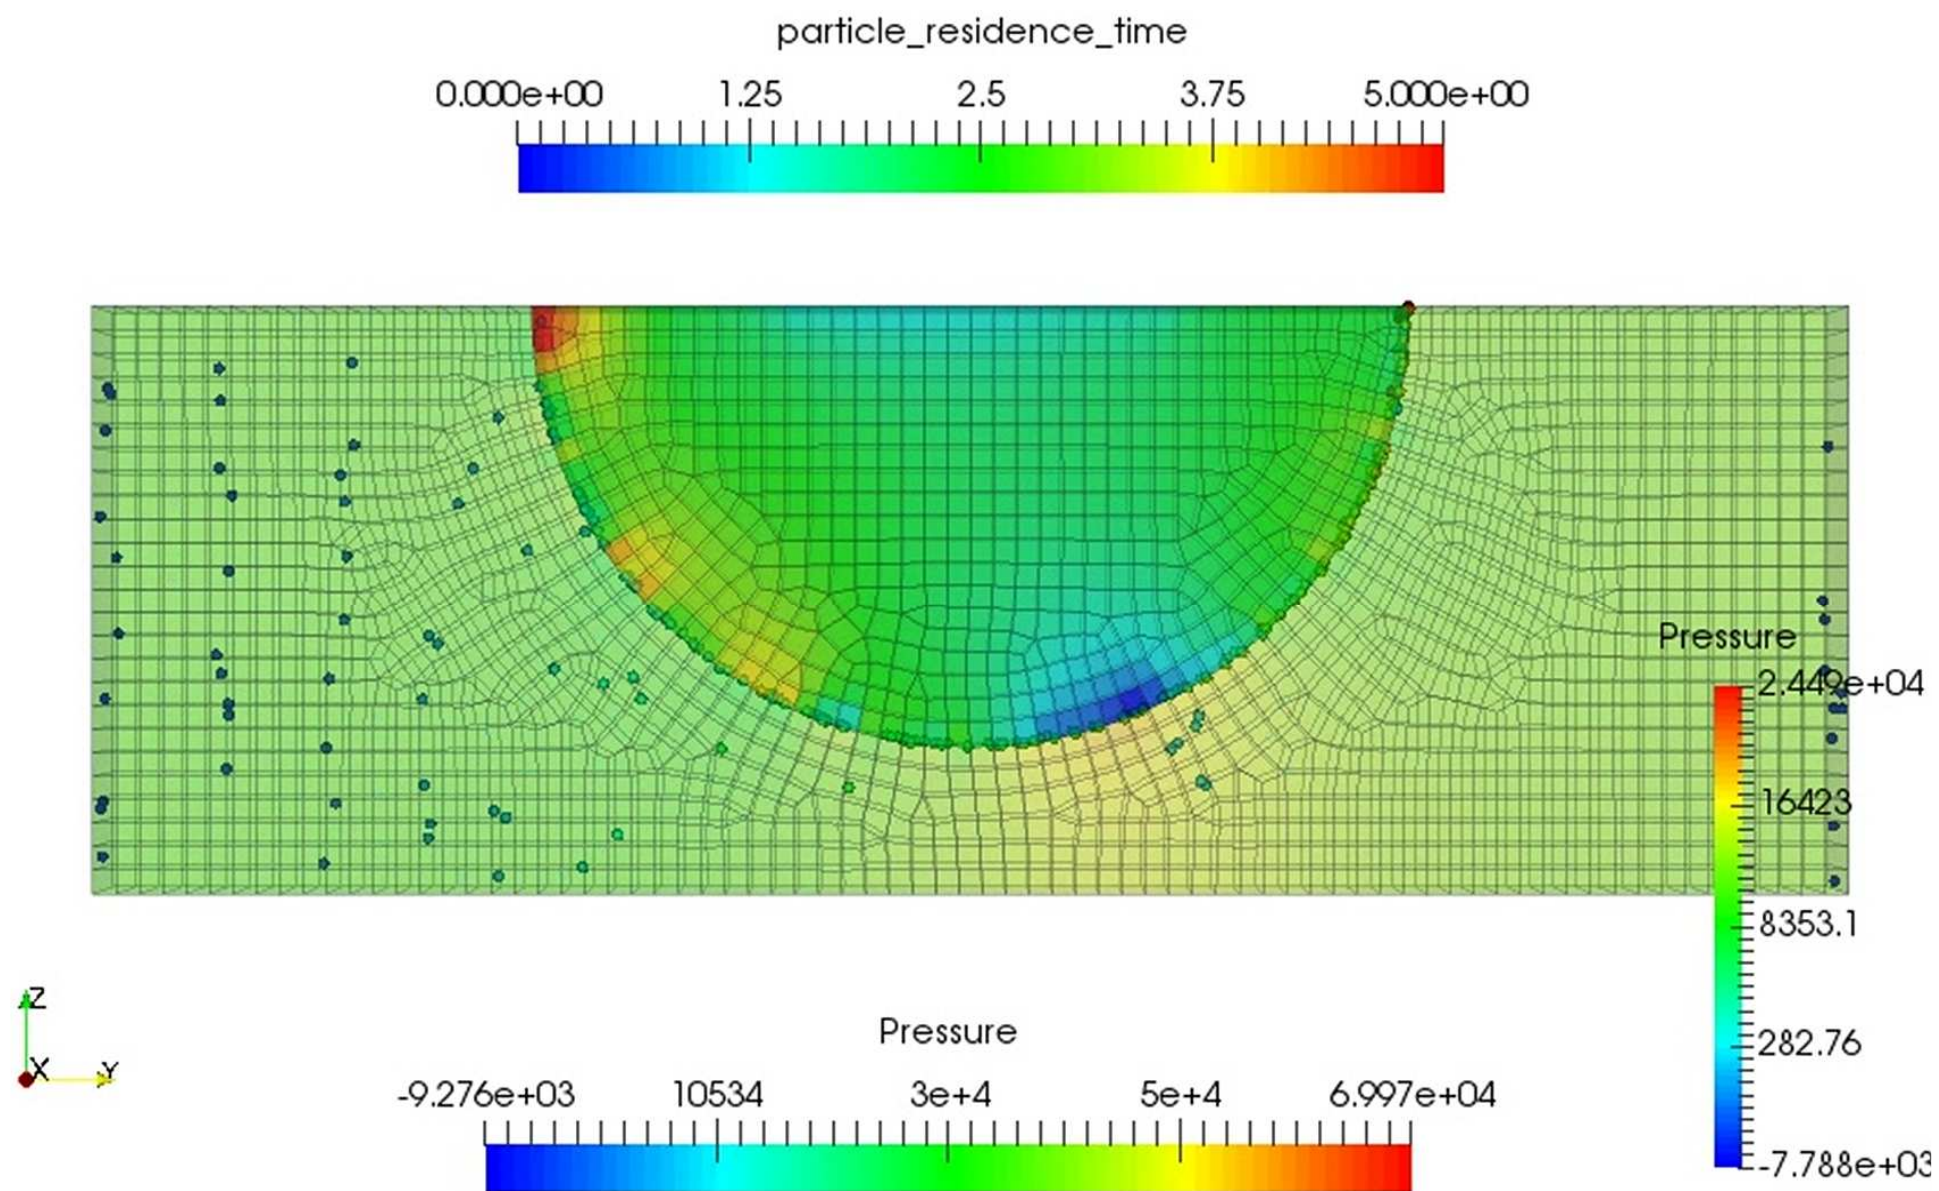 particle_residence_time
0.000e+00 1.25 2.5 3.75 5.000e+00
Pressure
2.449e+04
16423
8353.1
282.76
-7.788e+03
Z
X Y
Pressure
-9.276e+03 10534 3e+4 5e+4 6.997e+04